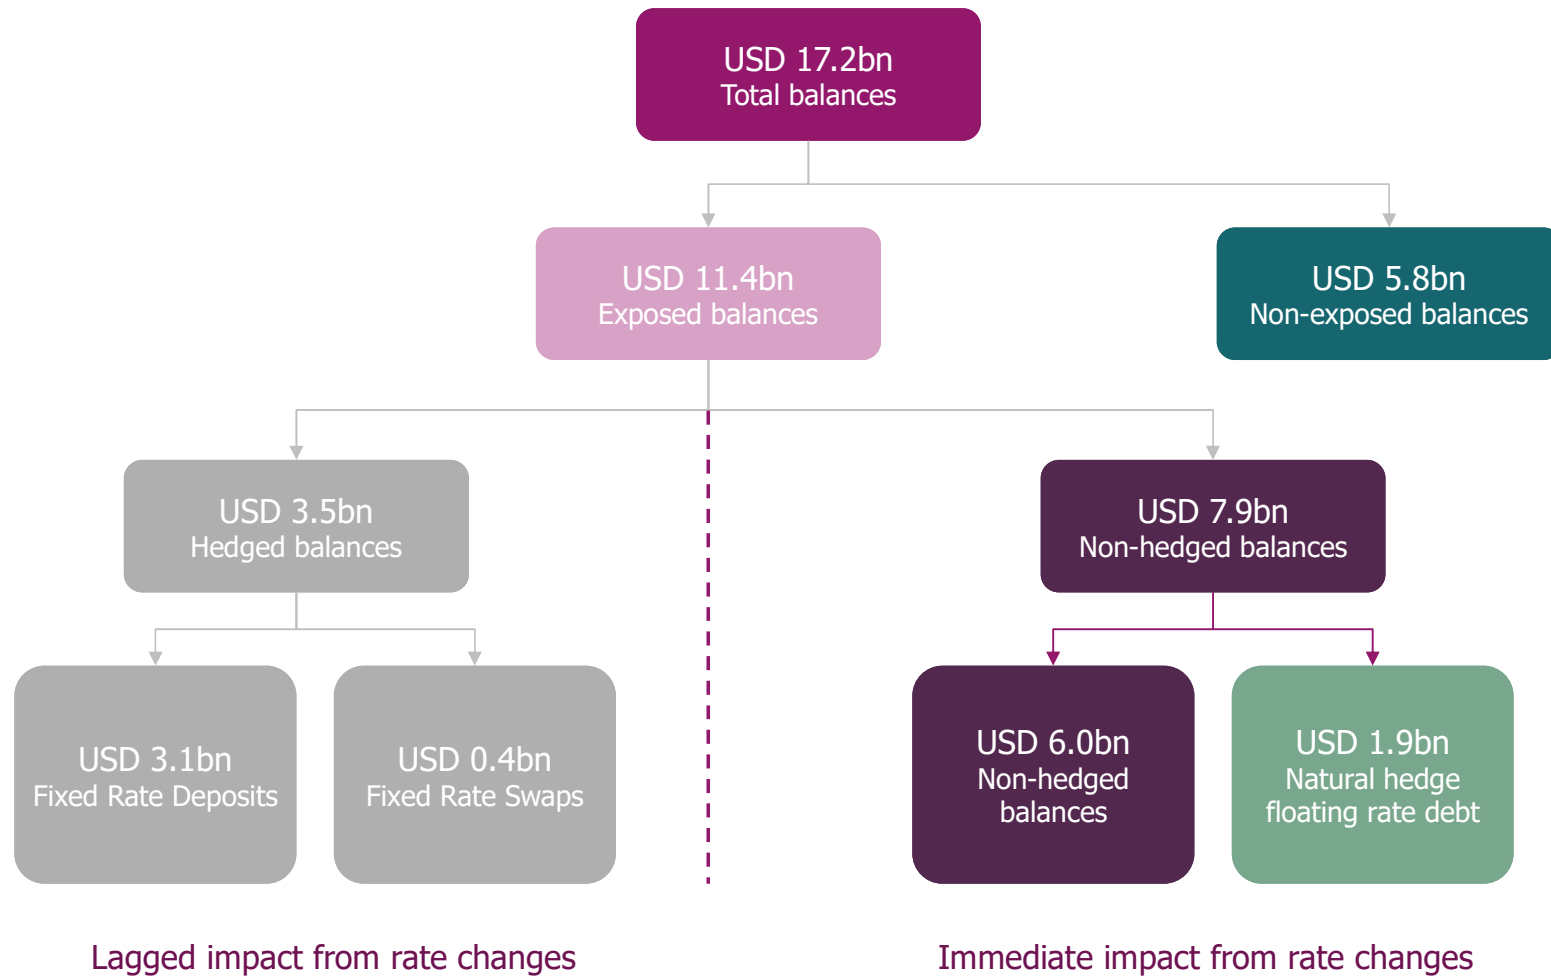 USD 17.2bn
Total balances
USD 11.4bn
Exposed balances
USD 5.8bn
Non-exposed balances
USD 3.5bn
Hedged balances
USD 7.9bn
Non-hedged balances
USD 3.1bn
Fixed Rate Deposits
USD 0.4bn
Fixed Rate Swaps
USD 6.0bn
Non-hedged
balances
USD 1.9bn
Natural hedge
floating rate debt
Lagged impact from rate changes
Immediate impact from rate changes